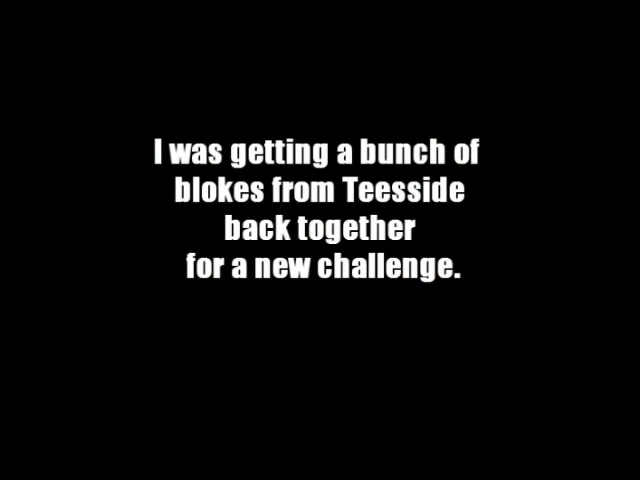 I was getting a bunch of
blokes from Teesside
back together
for a new challenge.